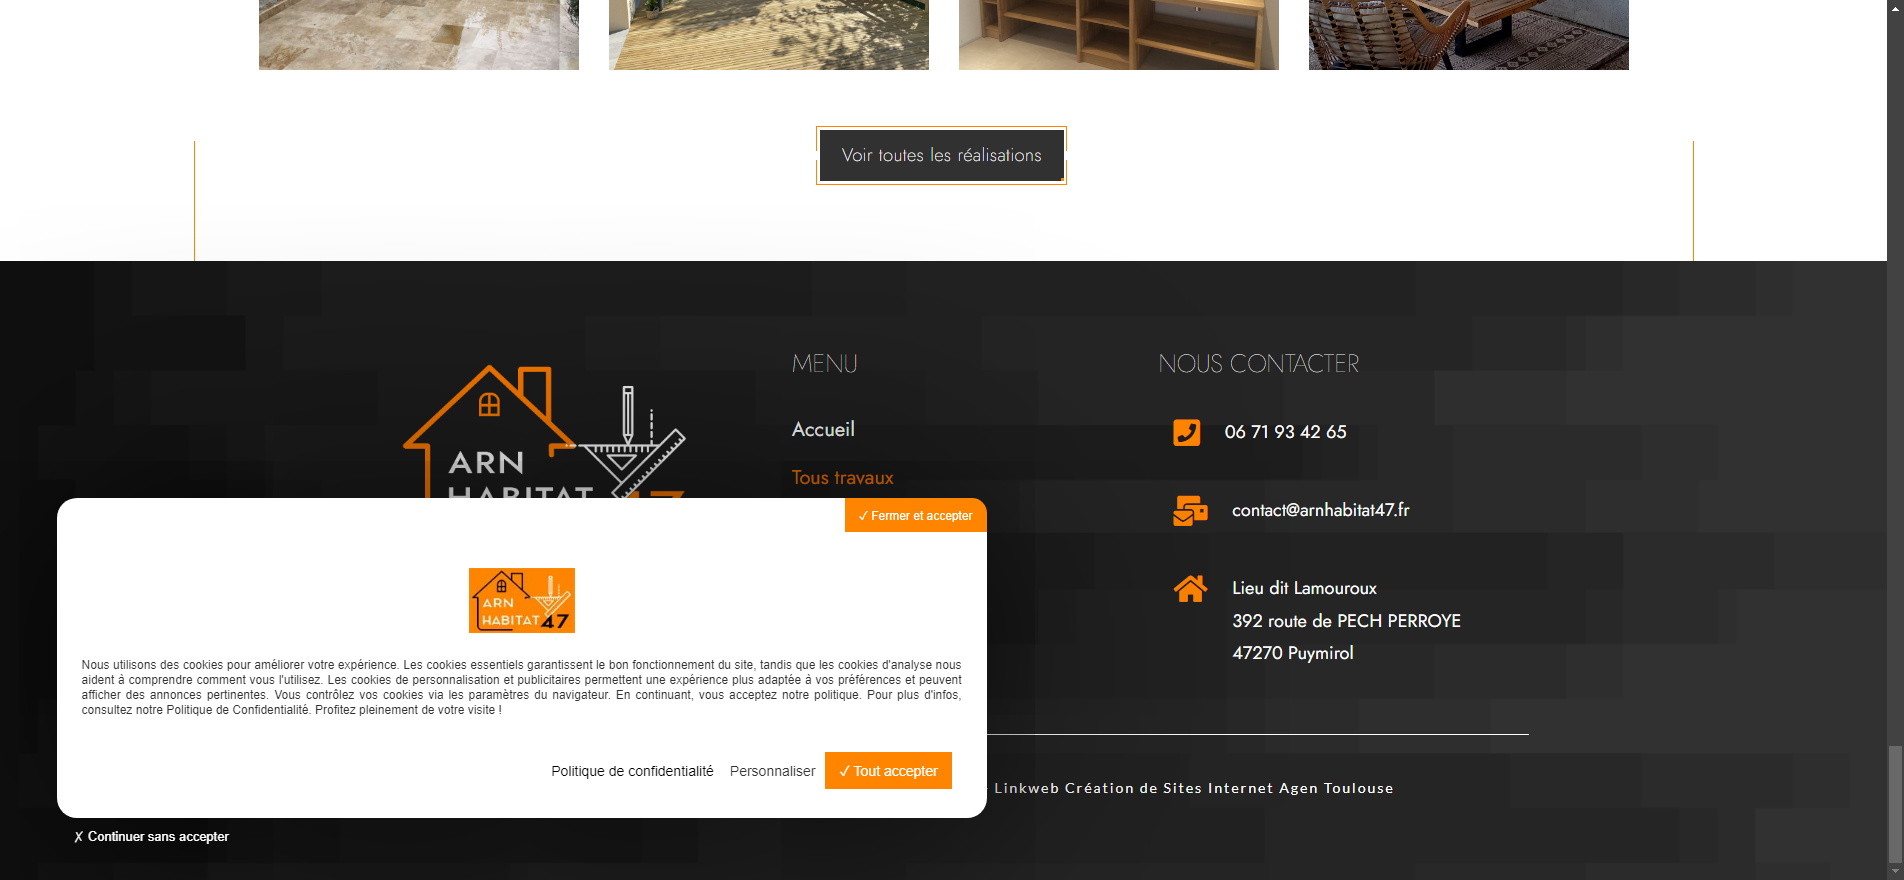 Voir toutes les réalisations
MENU
Accueil
Tous travaux
NOUS CONTACTER
06 71 93 42 65
contact@arnhabitat47.fr
Lieu dit Lamouroux
392 route de PECH PERROYE
47270 Puymirol
ARN
HABITAT 47
✓ Fermer et accepter
ARN
HABITAT 47
Nous utilisons des cookies pour améliorer votre expérience. Les cookies essentiels garantissent le bon fonctionnement du site, tandis que les cookies d'analyse nous
aident à comprendre comment vous l'utilisez. Les cookies de personnalisation et publicitaires permettent une expérience plus adaptée à vos préférences et peuvent
afficher des annonces pertinentes. Vous contrôlez vos cookies via les paramètres du navigateur. En continuant, vous acceptez notre politique. Pour plus d'infos,
consultez notre Politique de Confidentialité. Profitez pleinement de votre visite !
Politique de confidentialité Personnaliser ✓ Tout accepter
Linkweb Création de Sites Internet Agen Toulouse
✗ Continuer sans accepter